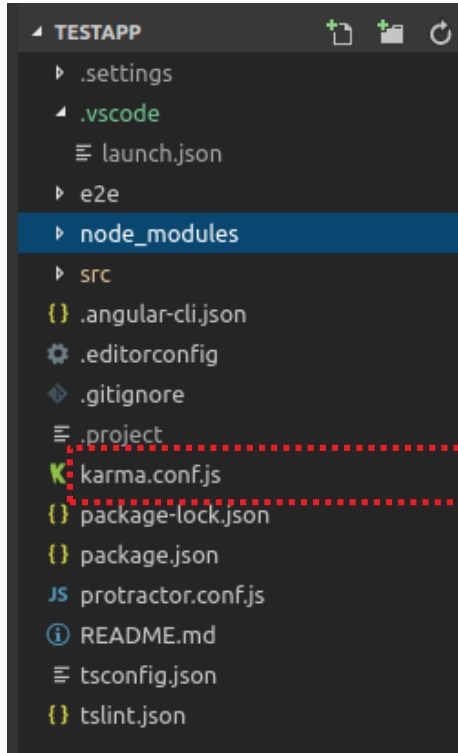 TESTAPP
.settings
.vscode
launch.json
e2e
node_modules
src
{} .angular-cli.json
.editorconfig
.gitignore
.project
K karma.conf.js
{} package-lock.json
{} package.json
JS protractor.conf.js
README.md
tsconfig.json
{} tslint.json